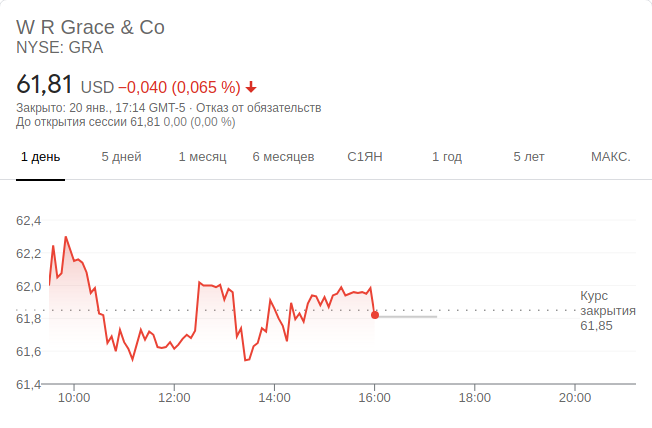 W R Grace & Co
NYSE: GRA
61,81 USD −0,040 (0,065 %)
Закрыто: 20 янв., 17:14 GMT-5 · Отказ от обязательств
До открытия сессии 61,81 0,00 (0,00 %)
1 день 5 дней 1 месяц 6 месяцев С1ЯН 1 год 5 лет МАКС.
62,4
62,2
62,0
61,8
61,6
61,4
Курс
закрытия
61,85
10:00 12:00 14:00 16:00 18:00 20:00